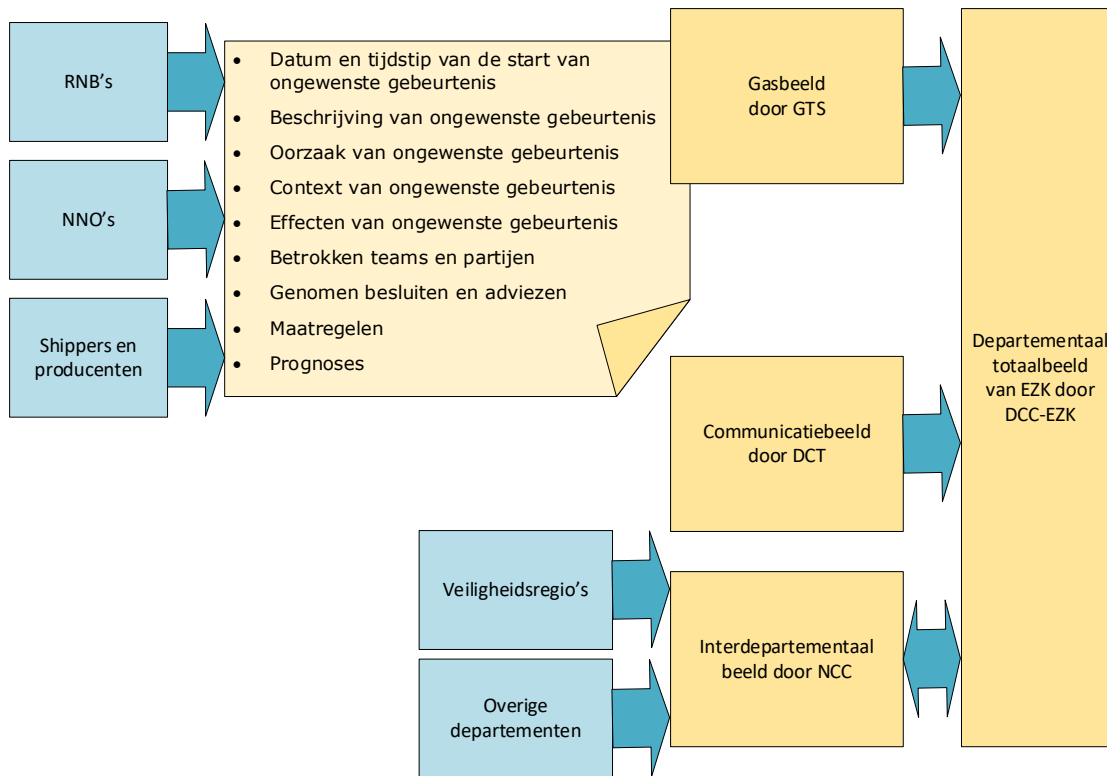 RNB’s
NNO’s
Shippers en
producenten
• Datum en tijdstip van de start van
ongewenste gebeurtenis
• Beschrijving van ongewenste gebeurtenis
• Oorzaak van ongewenste gebeurtenis
• Context van ongewenste gebeurtenis
• Effecten van ongewenste gebeurtenis
• Betrokken teams en partijen
• Genomen besluiten en adviezen
• Maatregelen
• Prognoses
Gasbeeld
door GTS
Communicatiebeeld
door DCT
Veiligheidsregio’s
Overige
departementen
Interdepartementaal
beeld door NCC
Departementaal
totaalbeeld
van EZK door
DCC-EZK